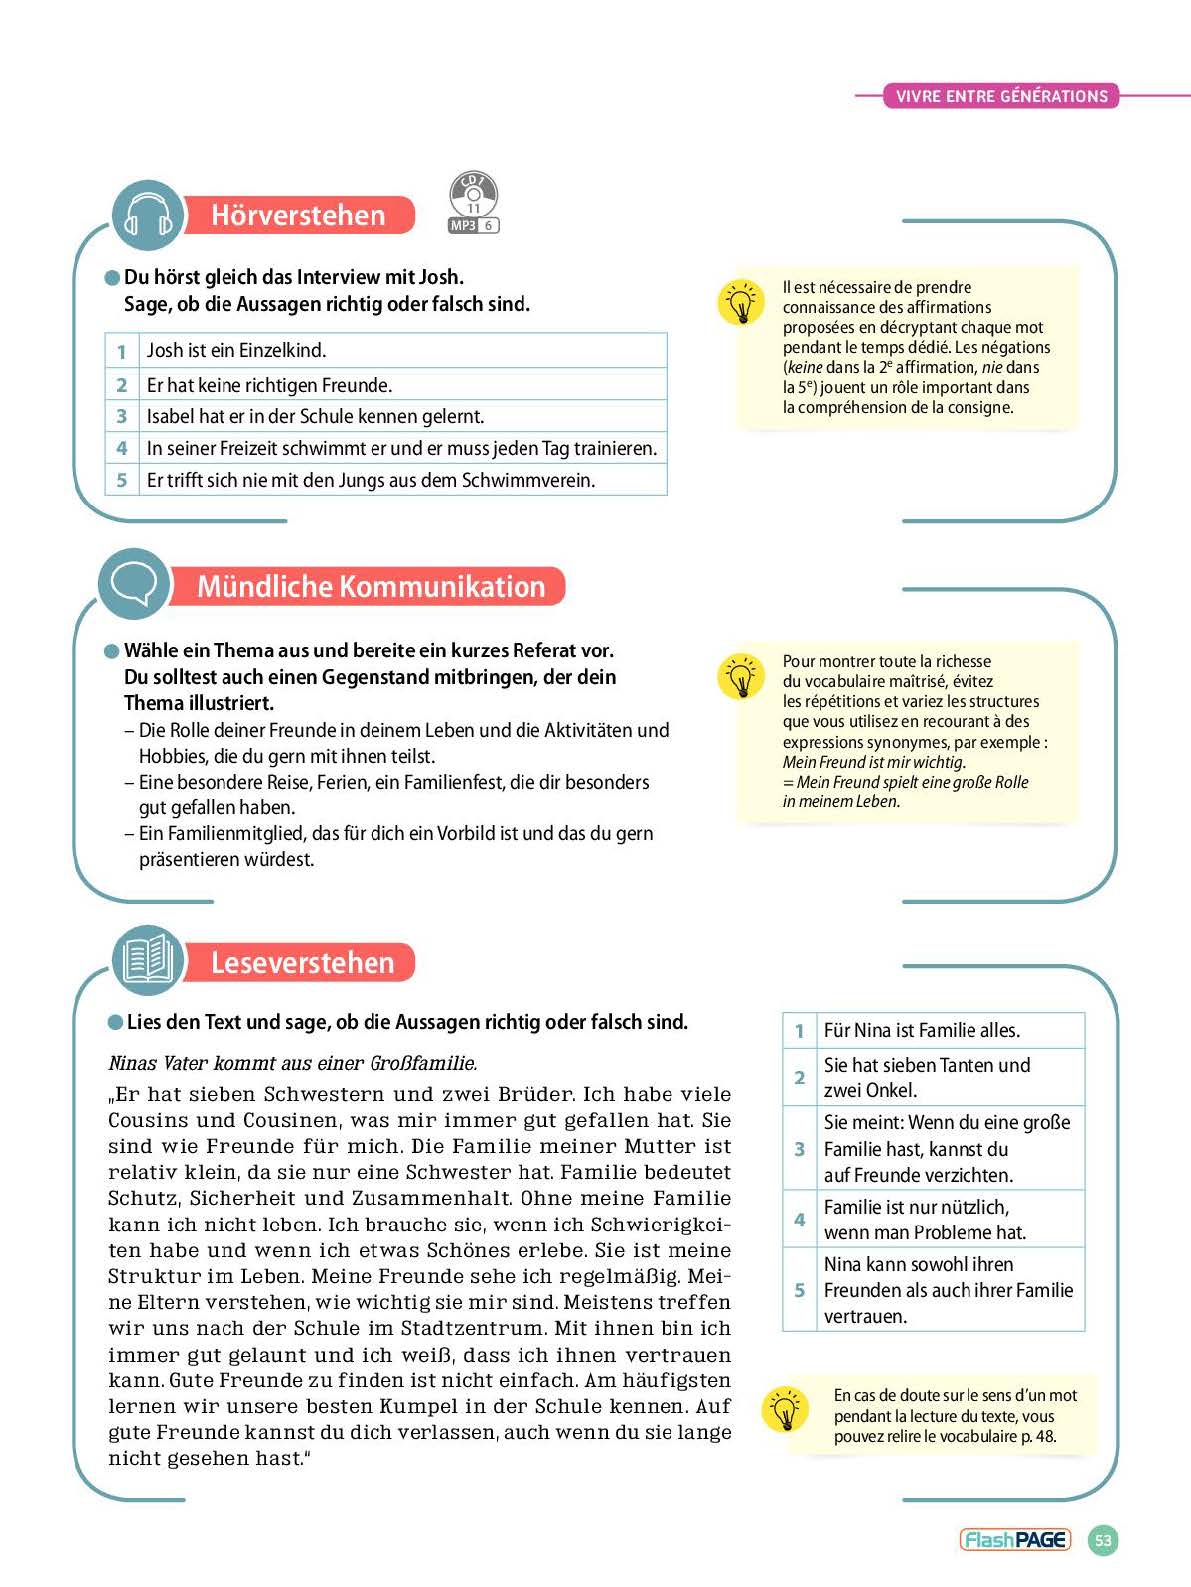 VIVRE ENTRE GÉNÉRATIONS
Hörverstehen
CD 1
11
MP3 6
Du hörst gleich das Interview mit Josh.
Sage, ob die Aussagen richtig oder falsch sind.
1 Josh ist ein Einzelkind.
2 Er hat keine richtigen Freunde.
3 Isabel hat er in der Schule kennen gelernt.
4 In seiner Freizeit schwimmt er und er muss jeden Tag trainieren.
5 Er trifft sich nie mit den Jungs aus dem Schwimmverein.
Il est nécessaire de prendre
connaissance des affirmations
proposées en décryptant chaque mot
pendant le temps dédié. Les négations
(keine dans la 2e affirmation, nie dans
la 5e) jouent un rôle important dans
la compréhension de la consigne.
Mündliche Kommunikation
Wähle ein Thema aus und bereite ein kurzes Referat vor.
Du solltest auch einen Gegenstand mitbringen, der dein
Thema illustriert.
– Die Rolle deiner Freunde in deinem Leben und die Aktivitäten und
Hobbies, die du gern mit ihnen teilst.
– Eine besondere Reise, Ferien, ein Familienfest, die dir besonders
gut gefallen haben.
– Ein Familienmitglied, das für dich ein Vorbild ist und das du gern
präsentieren würdest.
Pour montrer toute la richesse
du vocabulaire maîtrisé, évitez
les répétitions et variez les structures
que vous utilisez en recourant à des
expressions synonymes, par exemple :
Mein Freund ist mir wichtig.
= Mein Freund spielt eine große Rolle
in meinem Leben.
Leseverstehen
Lies den Text und sage, ob die Aussagen richtig oder falsch sind.
Ninas Vater kommt aus einer Großfamilie.
„Er hat sieben Schwestern und zwei Brüder. Ich habe viele
Cousins und Cousinen, was mir immer gut gefallen hat. Sie
sind wie Freunde für mich. Die Familie meiner Mutter ist
relativ klein, da sie nur eine Schwester hat. Familie bedeutet
Schutz, Sicherheit und Zusammenhalt. Ohne meine Familie
kann ich nicht leben. Ich brauche sie, wenn ich Schwierigkei-
ten habe und wenn ich etwas Schönes erlebe. Sie ist meine
Struktur im Leben. Meine Freunde sehe ich regelmäßig. Mei-
ne Eltern verstehen, wie wichtig sie mir sind. Meistens treffen
wir uns nach der Schule im Stadtzentrum. Mit ihnen bin ich
immer gut gelaunt und ich weiß, dass ich ihnen vertrauen
kann. Gute Freunde zu finden ist nicht einfach. Am häufigsten
lernen wir unsere besten Kumpel in der Schule kennen. Auf
gute Freunde kannst du dich verlassen, auch wenn du sie lange
nicht gesehen hast.“
1 Für Nina ist Familie alles.
2 Sie hat sieben Tanten und
zwei Onkel.
3 Sie meint: Wenn du eine große
Familie hast, kannst du
auf Freunde verzichten.
4 Familie ist nur nützlich,
wenn man Probleme hat.
5 Nina kann sowohl ihren
Freunden als auch ihrer Familie
vertrauen.
En cas de doute sur le sens d’un mot
pendant la lecture du texte, vous
pouvez relire le vocabulaire p. 48.
FlashPAGE
53